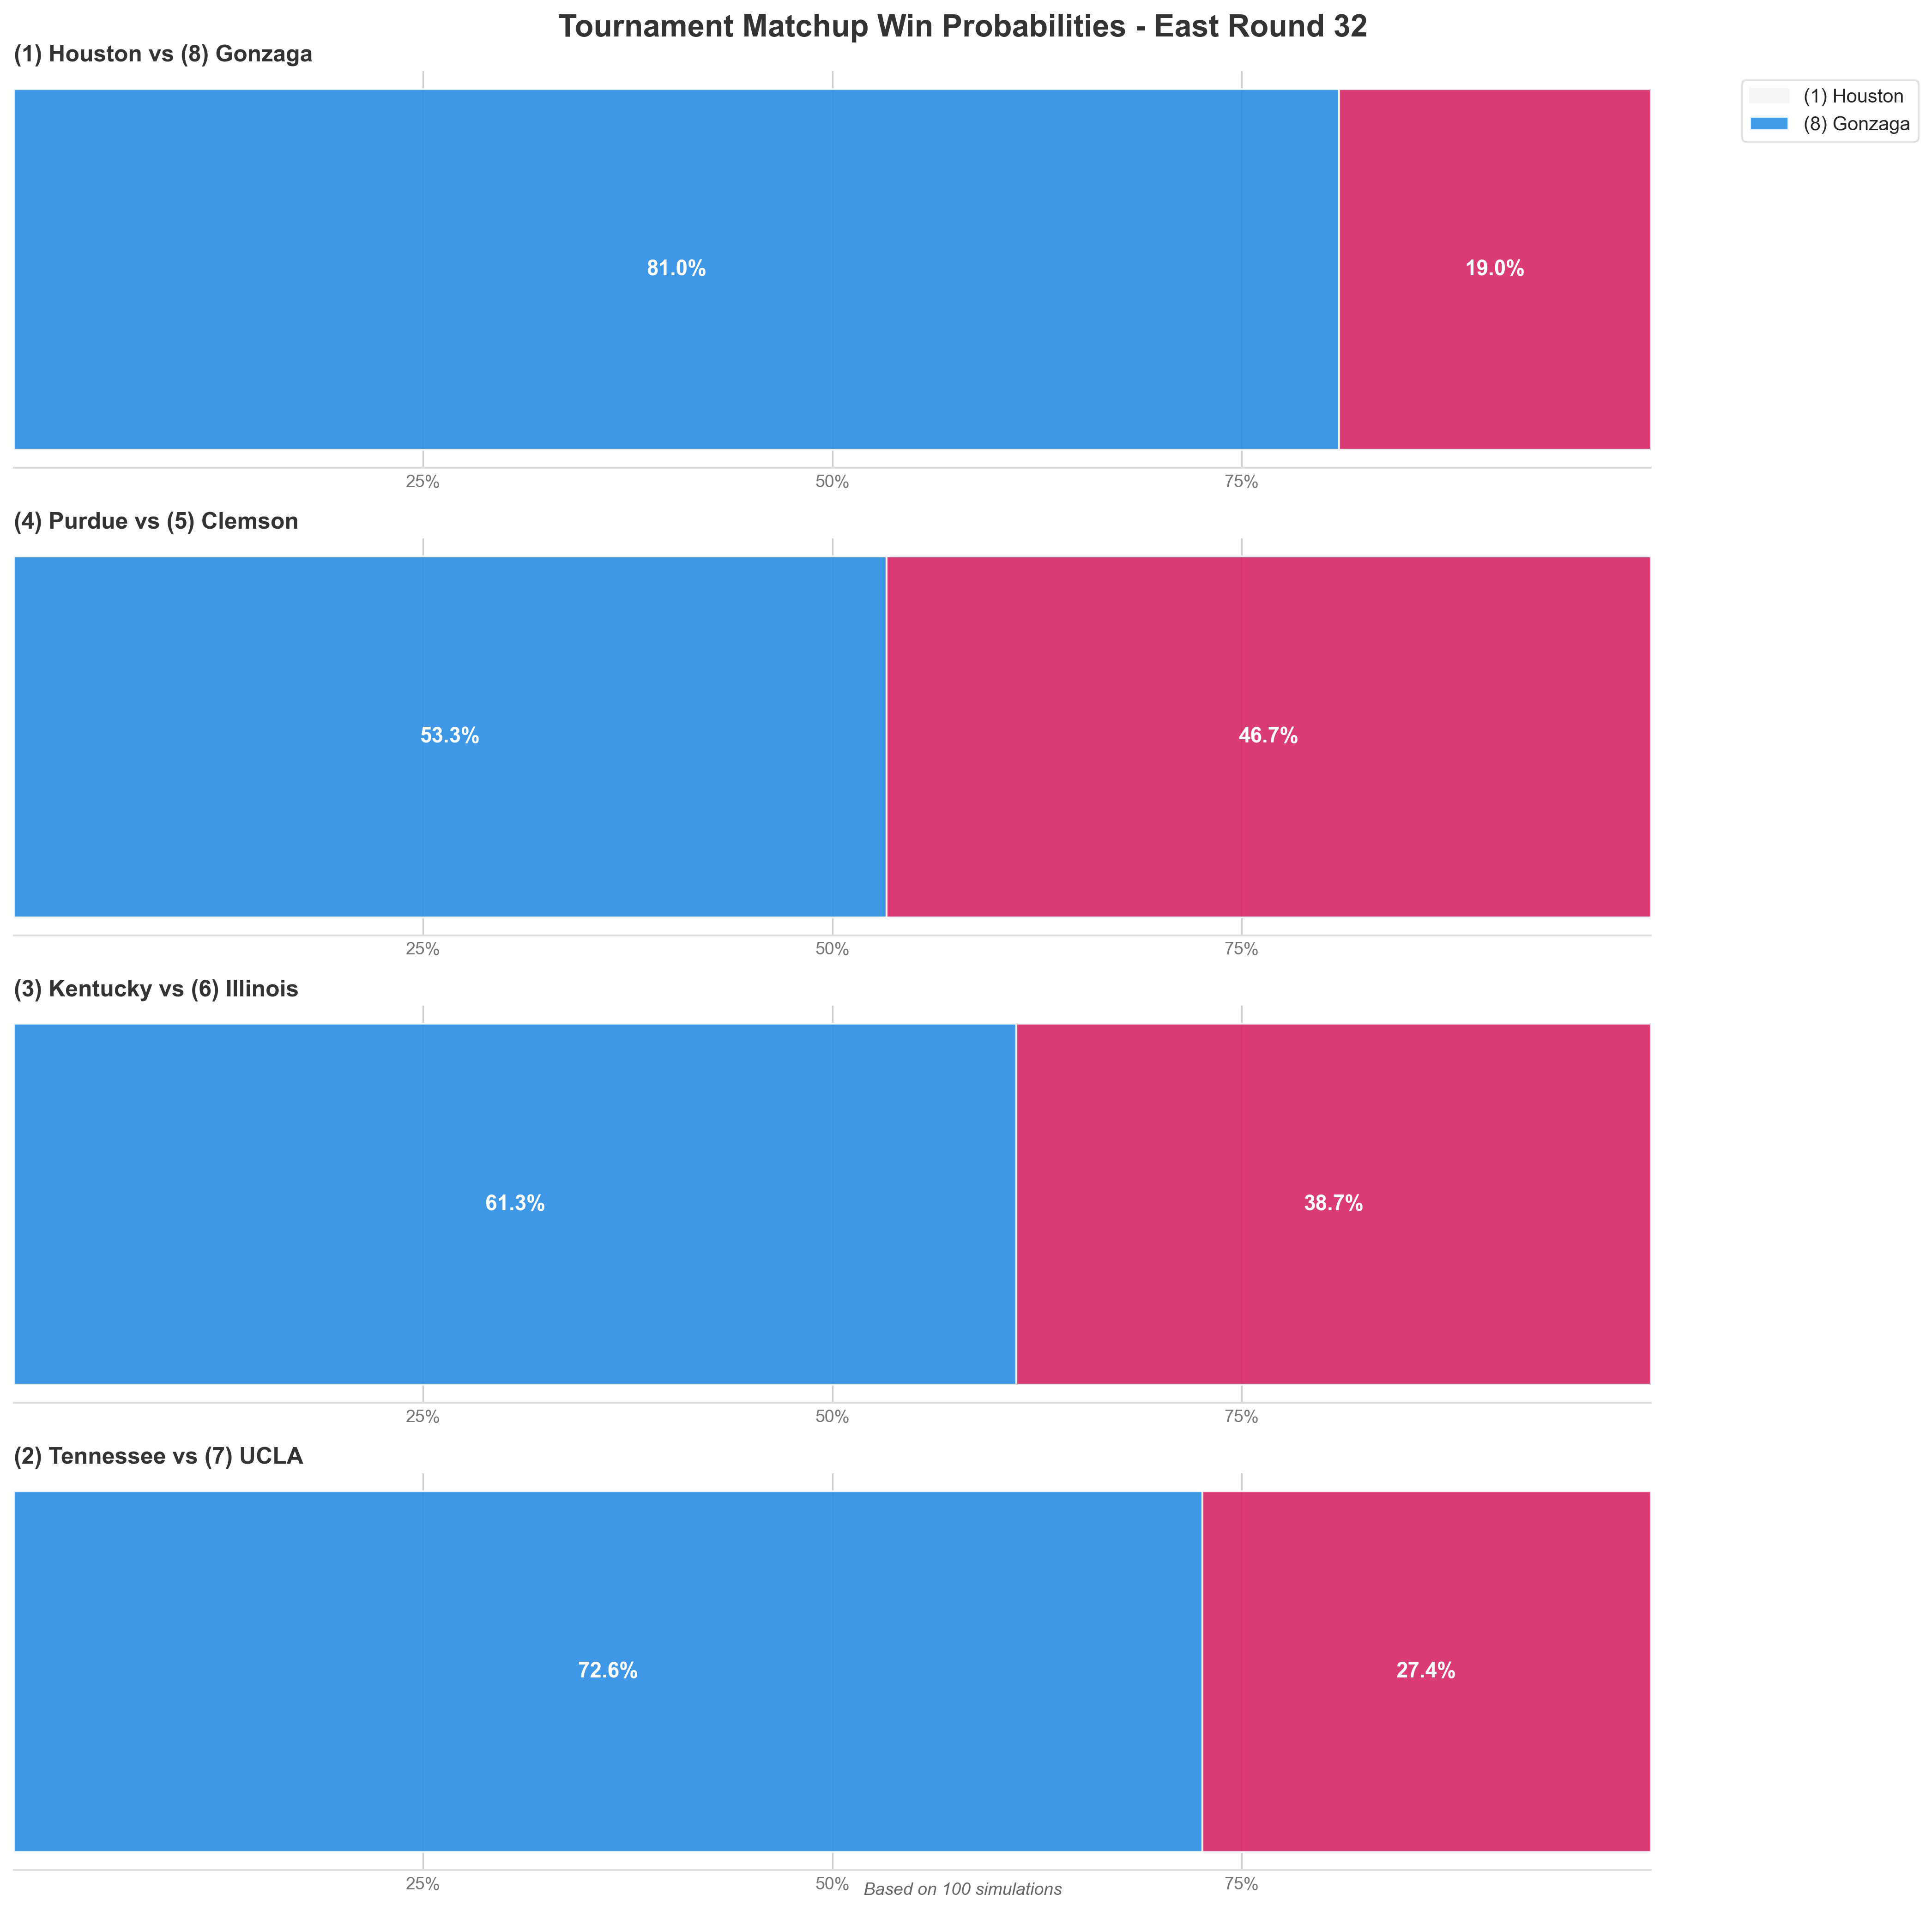 Tournament Matchup Win Probabilities - East Round 32
(1) Houston vs (8) Gonzaga
(1) Houston
(8) Gonzaga
81.0% 19.0%
25% 50% 75%
(4) Purdue vs (5) Clemson
53.3% 46.7%
25% 50% 75%
(3) Kentucky vs (6) Illinois
61.3% 38.7%
25% 50% 75%
(2) Tennessee vs (7) UCLA
72.6% 27.4%
25% 50% 75%
Based on 100 simulations